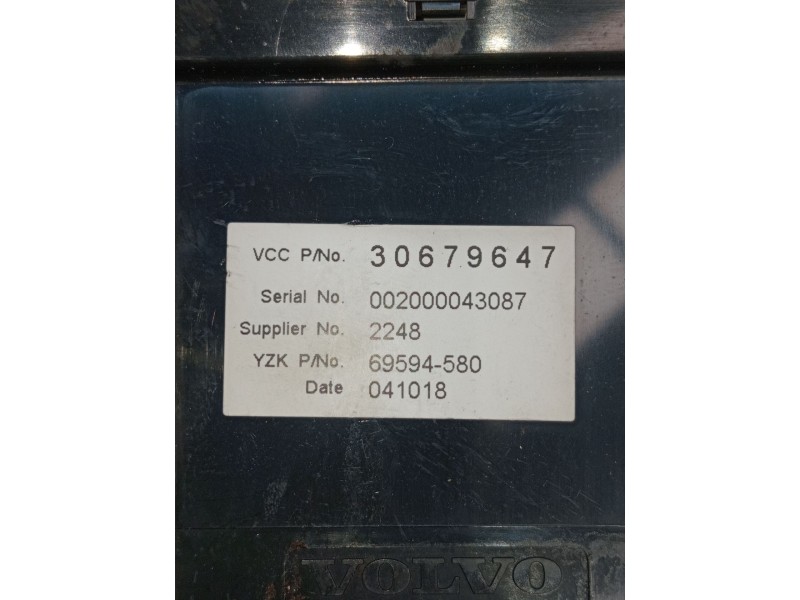 VCC P/No. 30679647
Serial No. 002000043087
Supplier No. 2248
YZK P/No. 69594-580
Date 041018
VOLVO